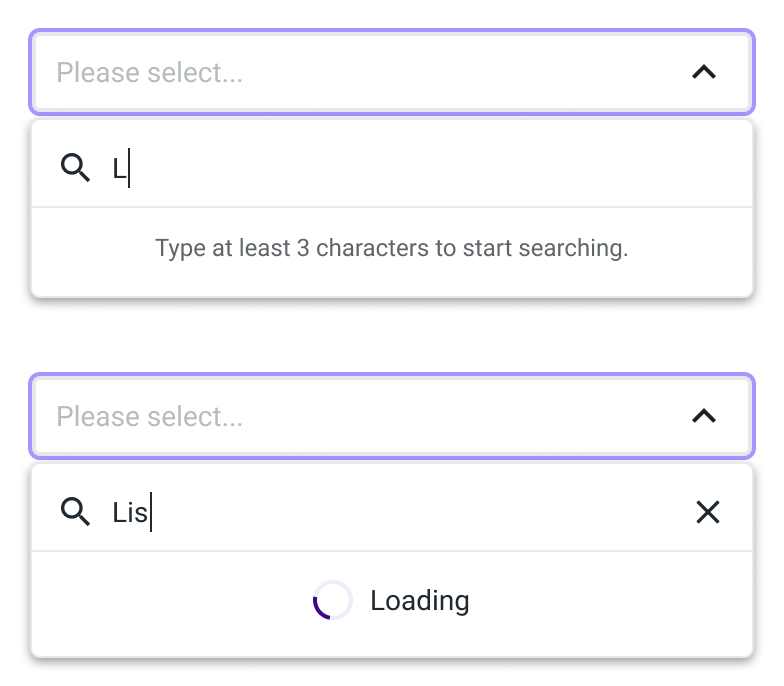 Please select...
L
Type at least 3 characters to start searching.
Please select...
Lis
Loading